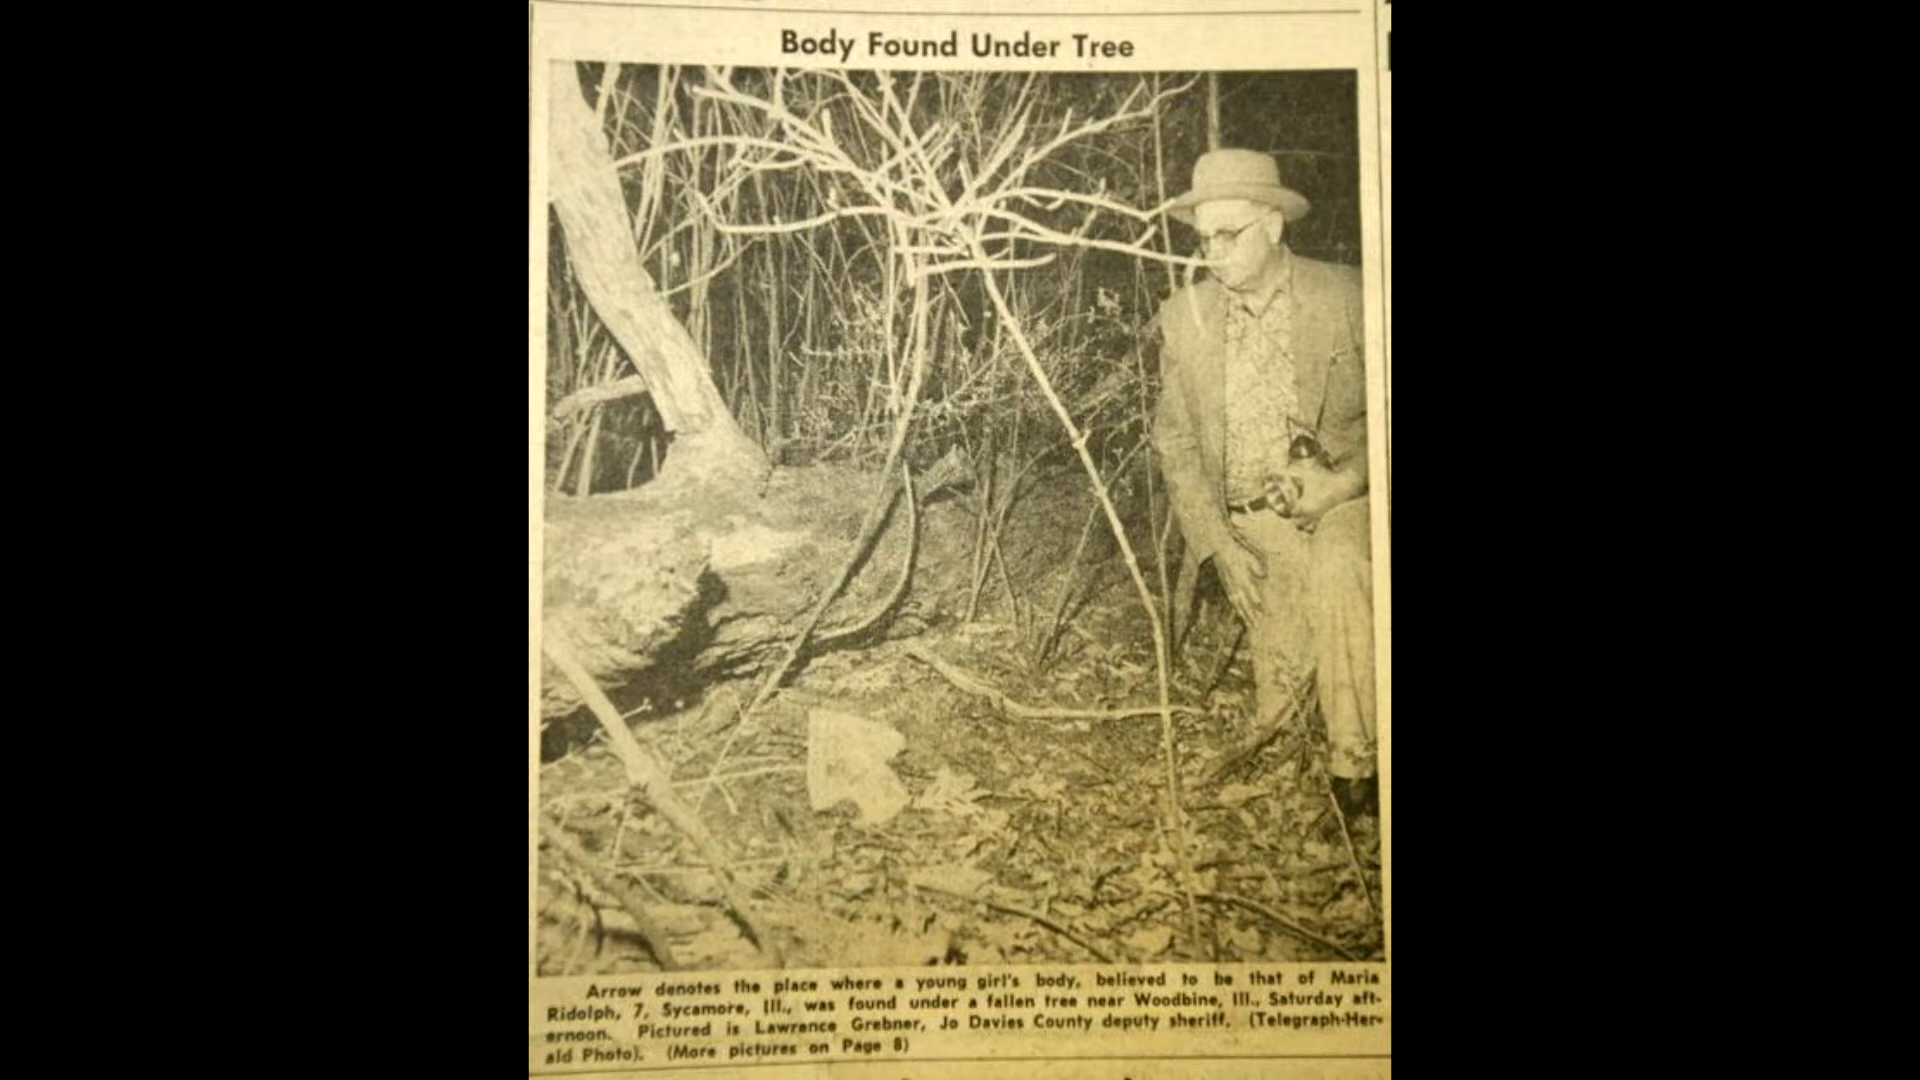 Body Found Under Tree
Arrow denotes the place where a young girl's body, believed to be that of Maria
Ridolph, 7, Sycamore, Ill., was found under a fallen tree near Woodbine, Ill., Saturday aft-
ernoon. Pictured is Lawrence Grebner, Jo Davies County deputy sheriff. (Telegraph-Her-
ald Photo). (More pictures on Page 8)